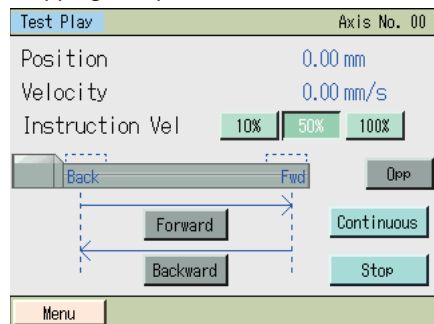 Test Play Axis No. 00
Position 0.00 mm
Velocity 0.00 mm/s
Instruction Vel 10% 50% 100%
Back Fwd Opp
Forward Continuous
Backward Stop
Menu